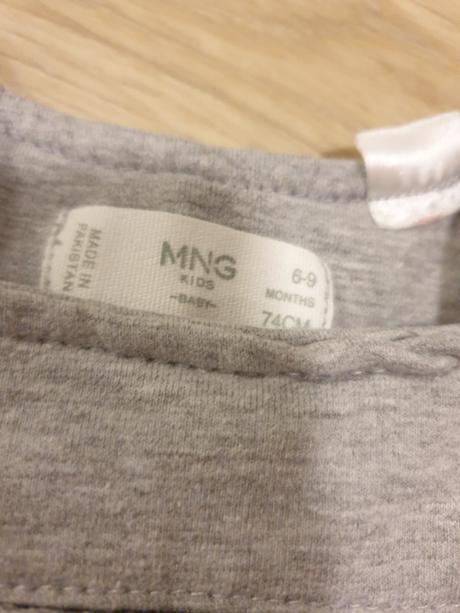 MADE IN
PAKISTAN
MNG
KIDS
-BABY-
6-9
MONTHS
74CM